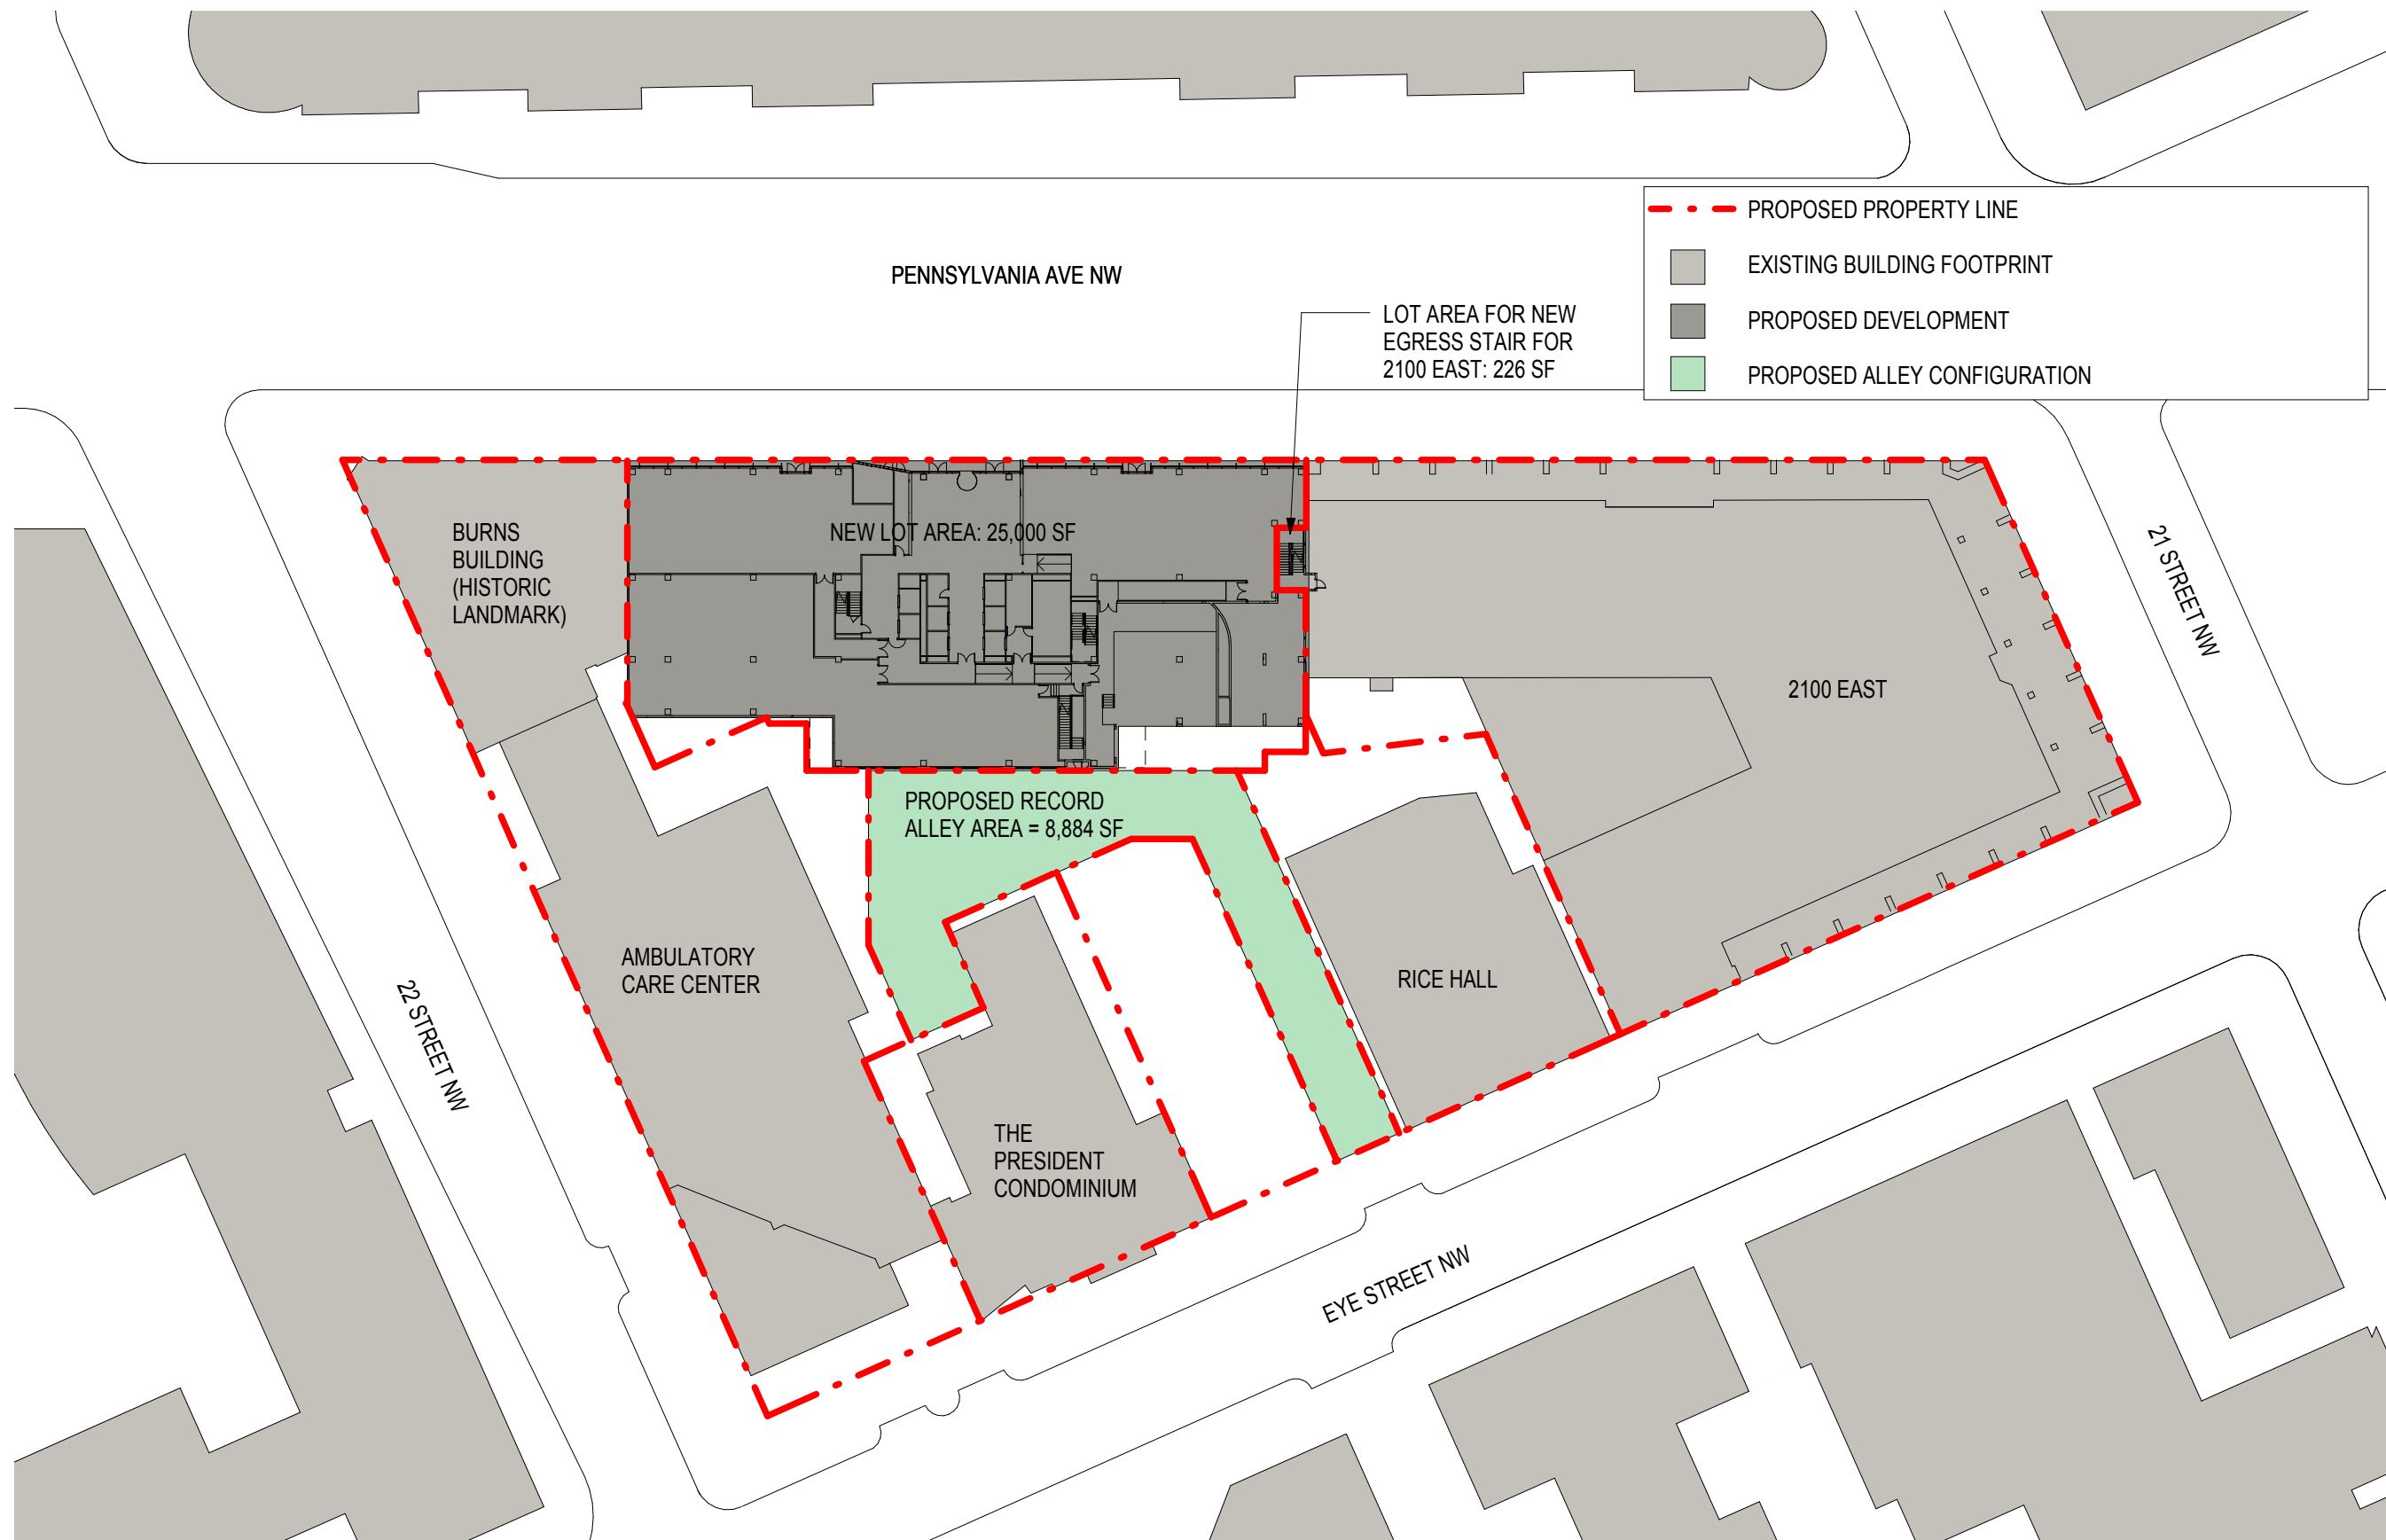 PROPOSED PROPERTY LINE
EXISTING BUILDING FOOTPRINT
PROPOSED DEVELOPMENT
PROPOSED ALLEY CONFIGURATION
PENNSYLVANIA AVE NW
LOT AREA FOR NEW
EGRESS STAIR FOR
2100 EAST: 226 SF
BURNS
BUILDING
(HISTORIC
LANDMARK)
NEW LOT AREA: 25,000 SF
21 STREET NW
2100 EAST
PROPOSED RECORD
ALLEY AREA = 8,884 SF
AMBULATORY
CARE CENTER
RICE HALL
22 STREET NW
THE
PRESIDENT
CONDOMINIUM
EYE STREET NW